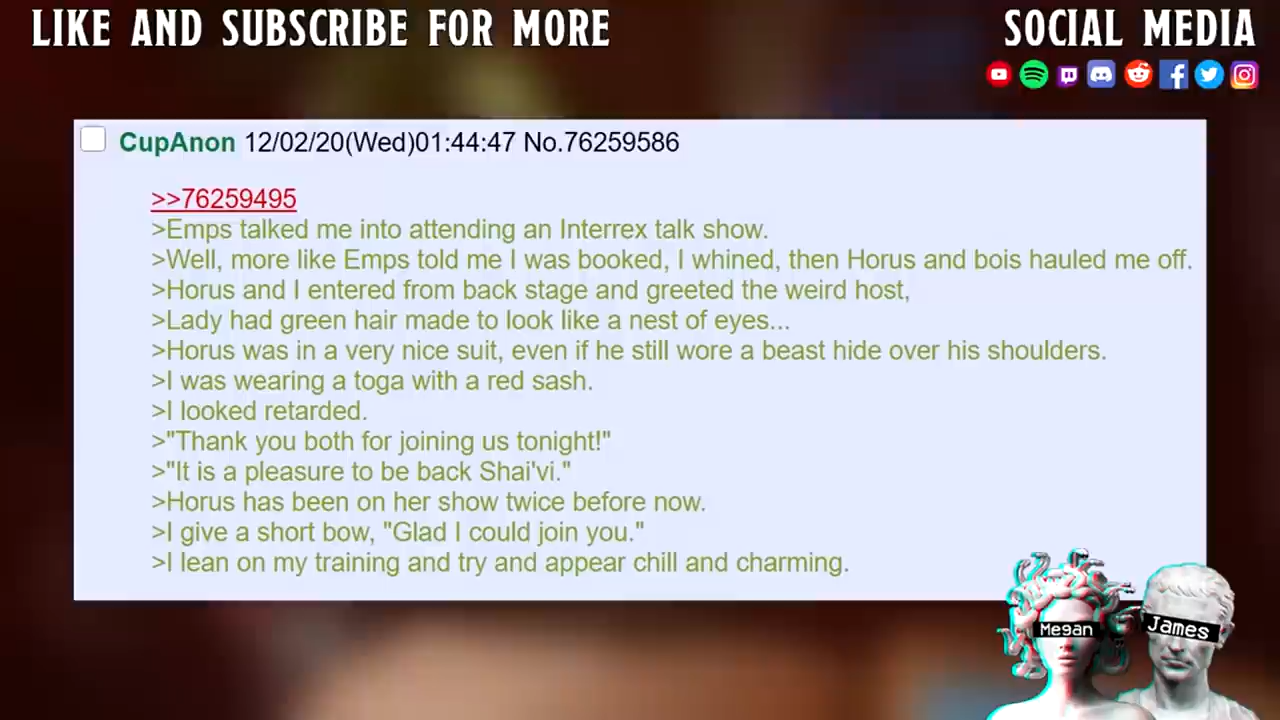 LIKE AND SUBSCRIBE FOR MORE
SOCIAL MEDIA
CupAnon 12/02/20(Wed)01:44:47 No.76259586
>>76259495
>Emps talked me into attending an Interrex talk show.
>Well, more like Emps told me I was booked, I whined, then Horus and bois hauled me off.
>Horus and I entered from back stage and greeted the weird host,
>Lady had green hair made to look like a nest of eyes...
>Horus was in a very nice suit, even if he still wore a beast hide over his shoulders.
>I was wearing a toga with a red sash.
>I looked retarded.
>"Thank you both for joining us tonight!"
>"It is a pleasure to be back Shai'vi."
>Horus has been on her show twice before now.
>I give a short bow, "Glad I could join you."
>I lean on my training and try and appear chill and charming.
Megan
James